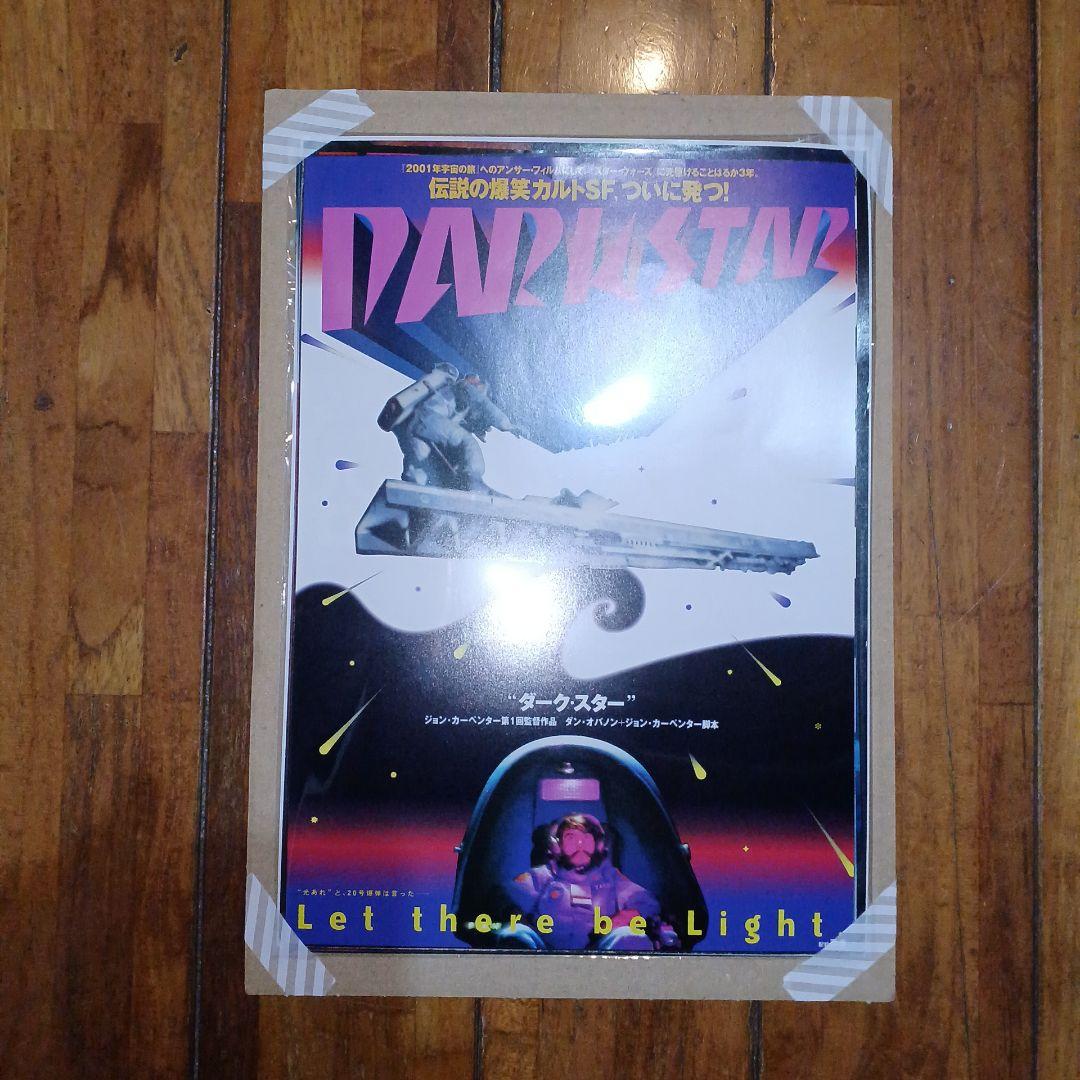 「2001年宇宙の旅」へのアンサー・フィルムにして、「スター・ウォーズ」に先駆けることはるか3年。
伝説の爆笑カルトSF、ついに発つ!
DARK STAR
“ダーク・スター”
ジョン・カーペンター第1回監督作品 ダン・オバノン+ジョン・カーペンター脚本
“光あれ”と、20号爆弾は言った
Let there be Light